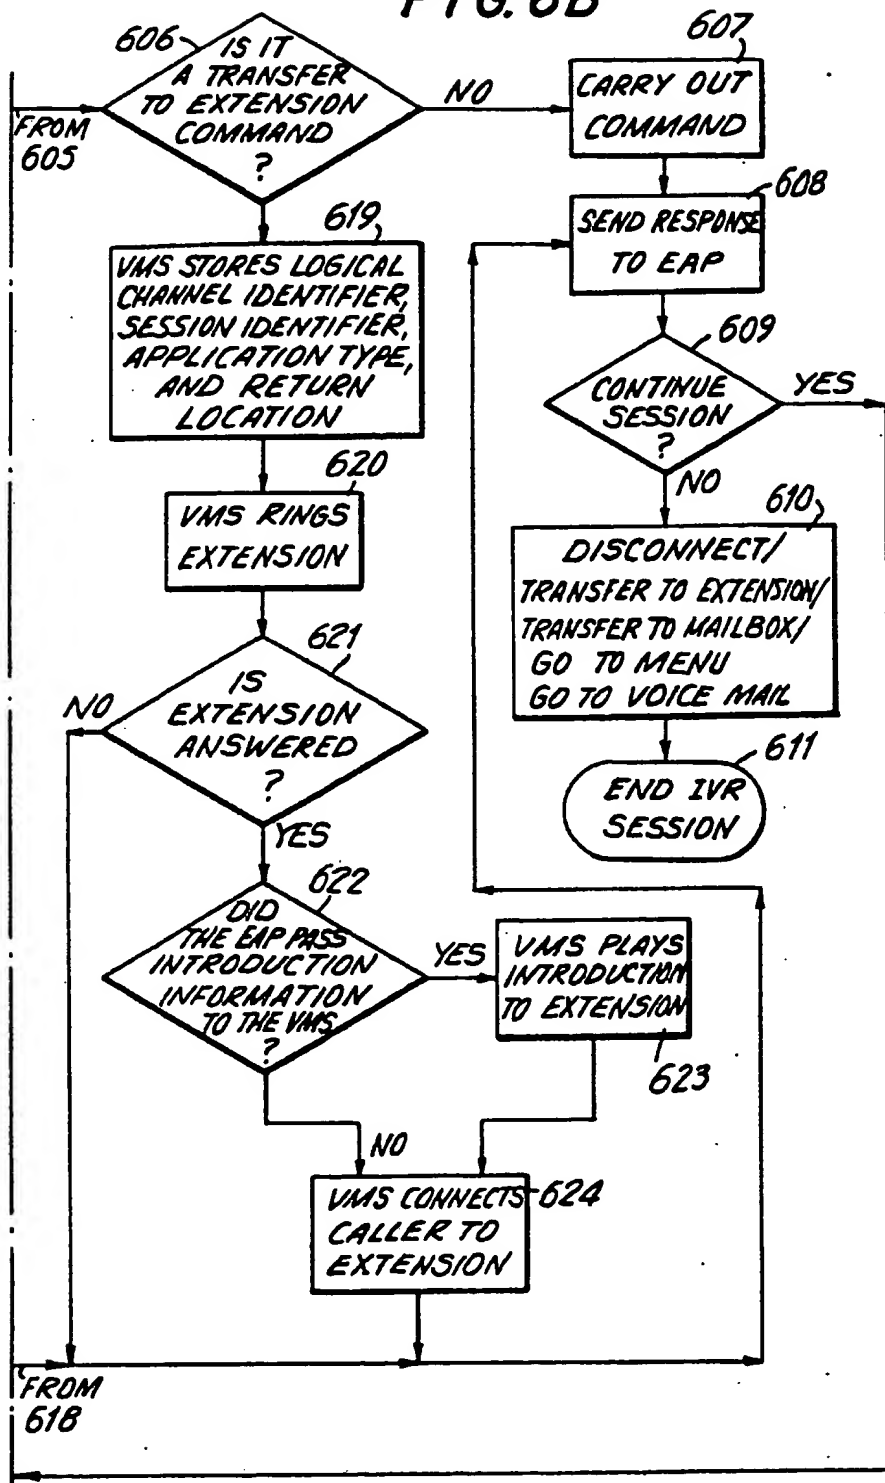 FIG. 6B
606
IS IT
A TRANSFER
TO EXTENSION
COMMAND
?
NO
FROM
605
607
CARRY OUT
COMMAND
608
SEND RESPONSE
TO EAP
609
CONTINUE
SESSION
?
YES
NO
610
DISCONNECT/
TRANSFER TO EXTENSION/
TRANSFER TO MAILBOX/
GO TO MENU
GO TO VOICE MAIL
611
END IVR
SESSION
619
VMS STORES LOGICAL
CHANNEL IDENTIFIER,
SESSION IDENTIFIER,
APPLICATION TYPE,
AND RETURN
LOCATION
620
VMS RINGS
EXTENSION
621
IS
EXTENSION
ANSWERED
?
NO
YES
622
DID
THE EAP PASS
INTRODUCTION
INFORMATION
TO THE VMS
?
YES
NO
VMS PLAYS
INTRODUCTION
TO EXTENSION
623
VMS CONNECTS
CALLER TO
EXTENSION
624
FROM
618